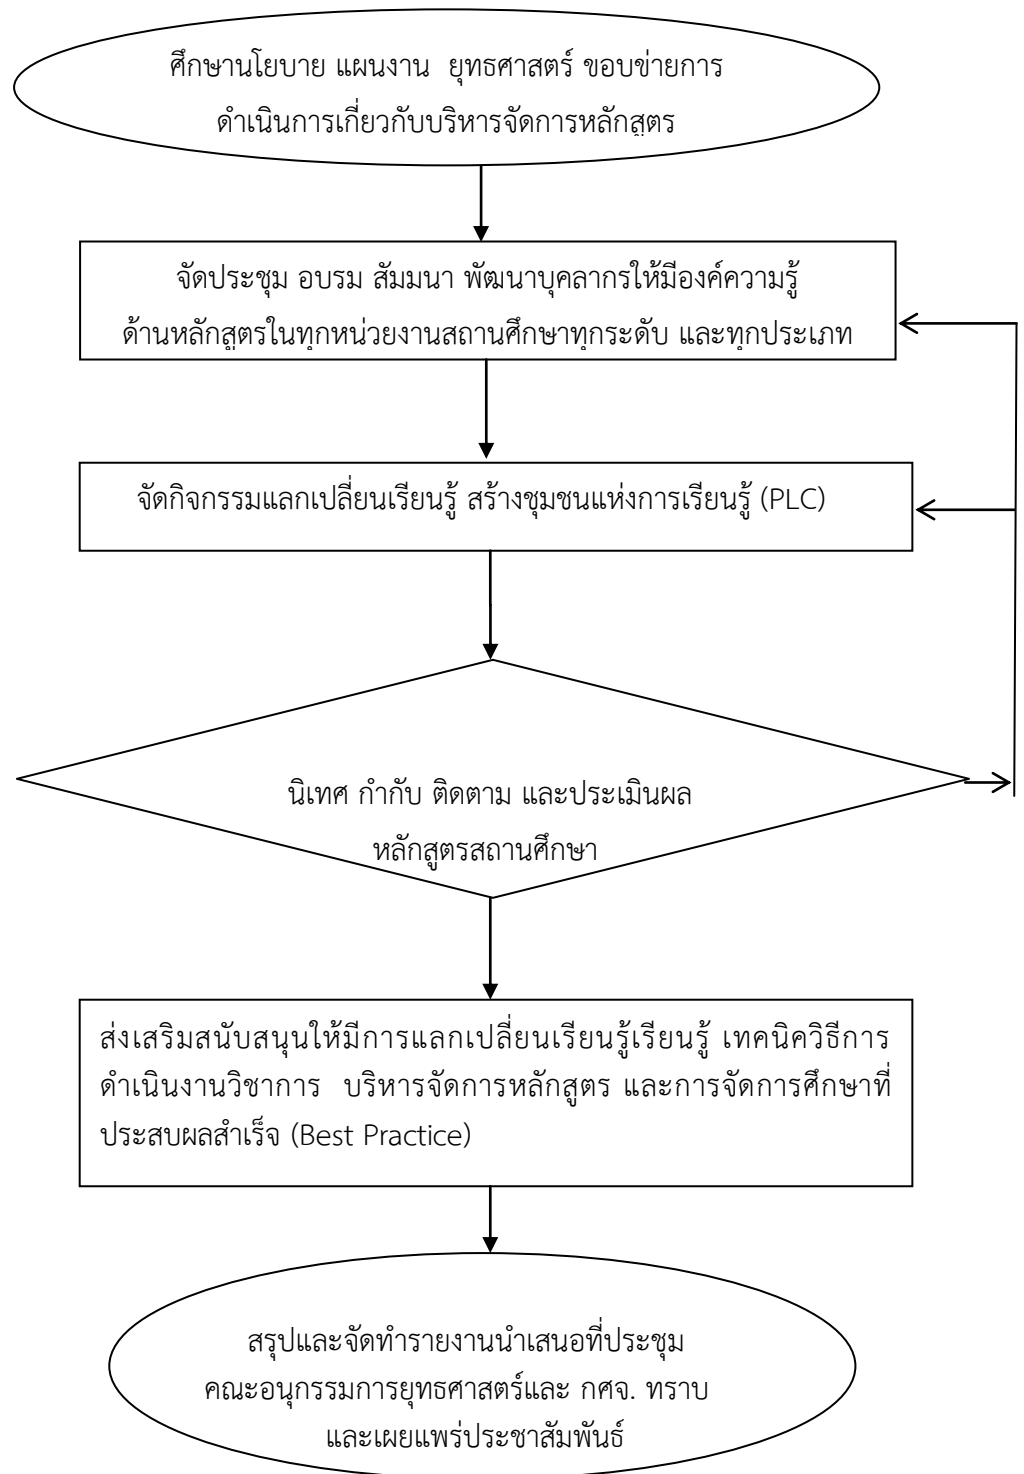 ศึกษานโยบาย แผนงาน  ยุทธศาสตร์ ขอบข่ายการ
ดำเนินการเกี่ยวกับบริหารจัดการหลักสูตร
จัดประชุม อบรม สัมมนา พัฒนาบุคลากรให้มีองค์ความรู้
ด้านหลักสูตรในทุกหน่วยงานสถานศึกษาทุกระดับ และทุกประเภท
จัดกิจกรรมแลกเปลี่ยนเรียนรู้ สร้างชุมชนแห่งการเรียนรู้ (PLC)
นิเทศ กำกับ ติดตาม และประเมินผล
หลักสูตรสถานศึกษา
ส่งเสริมสนับสนุนให้มีการแลกเปลี่ยนเรียนรู้เรียนรู้ เทคนิควิธีการ
ดำเนินงานวิชาการ  บริหารจัดการหลักสูตร และการจัดการศึกษาที่
ประสบผลสำเร็จ (Best Practice)
สรุปและจัดทำรายงานนำเสนอที่ประชุม
คณะอนุกรรมการยุทธศาสตร์และ กศจ. ทราบ
และเผยแพร่ประชาสัมพันธ์